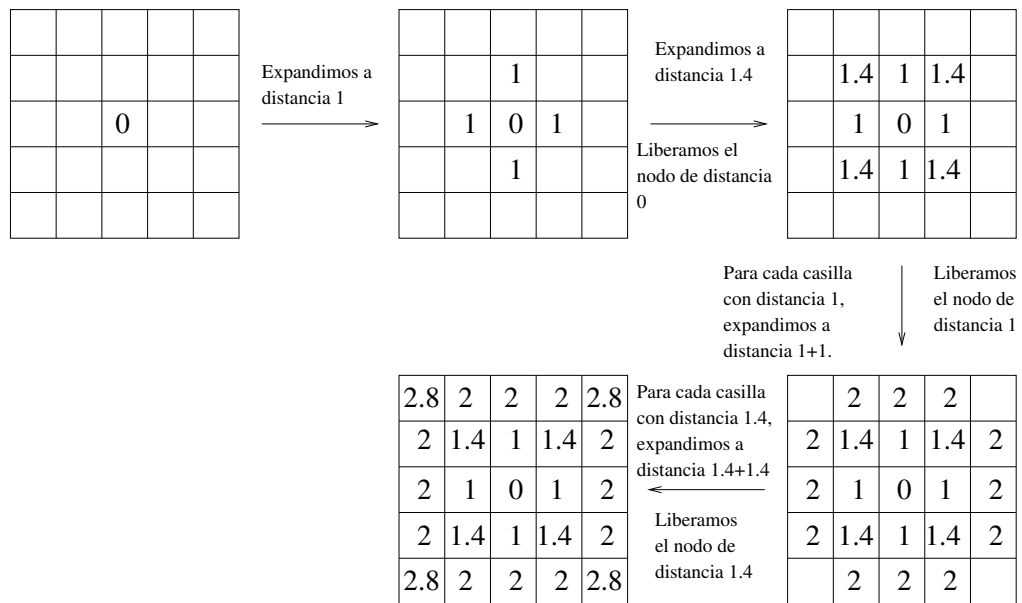 0
Expandimos a
distancia 1
1
1 0 1
1
Expandimos a
distancia 1.4
Liberamos el
nodo de distancia
0
1.4 1 1.4
1 0 1
1.4 1 1.4
Para cada casilla
con distancia 1,
expandimos a
distancia 1+1.
Liberamos
el nodo de
distancia 1
2 2 2
2 1.4 1 1.4 2
2 1 0 1 2
2 1.4 1 1.4 2
2 2 2
Para cada casilla
con distancia 1.4,
expandimos a
distancia 1.4+1.4
Liberamos
el nodo de
distancia 1.4
2.8 2 2 2 2.8
2 1.4 1 1.4 2
2 1 0 1 2
2 1.4 1 1.4 2
2.8 2 2 2 2.8